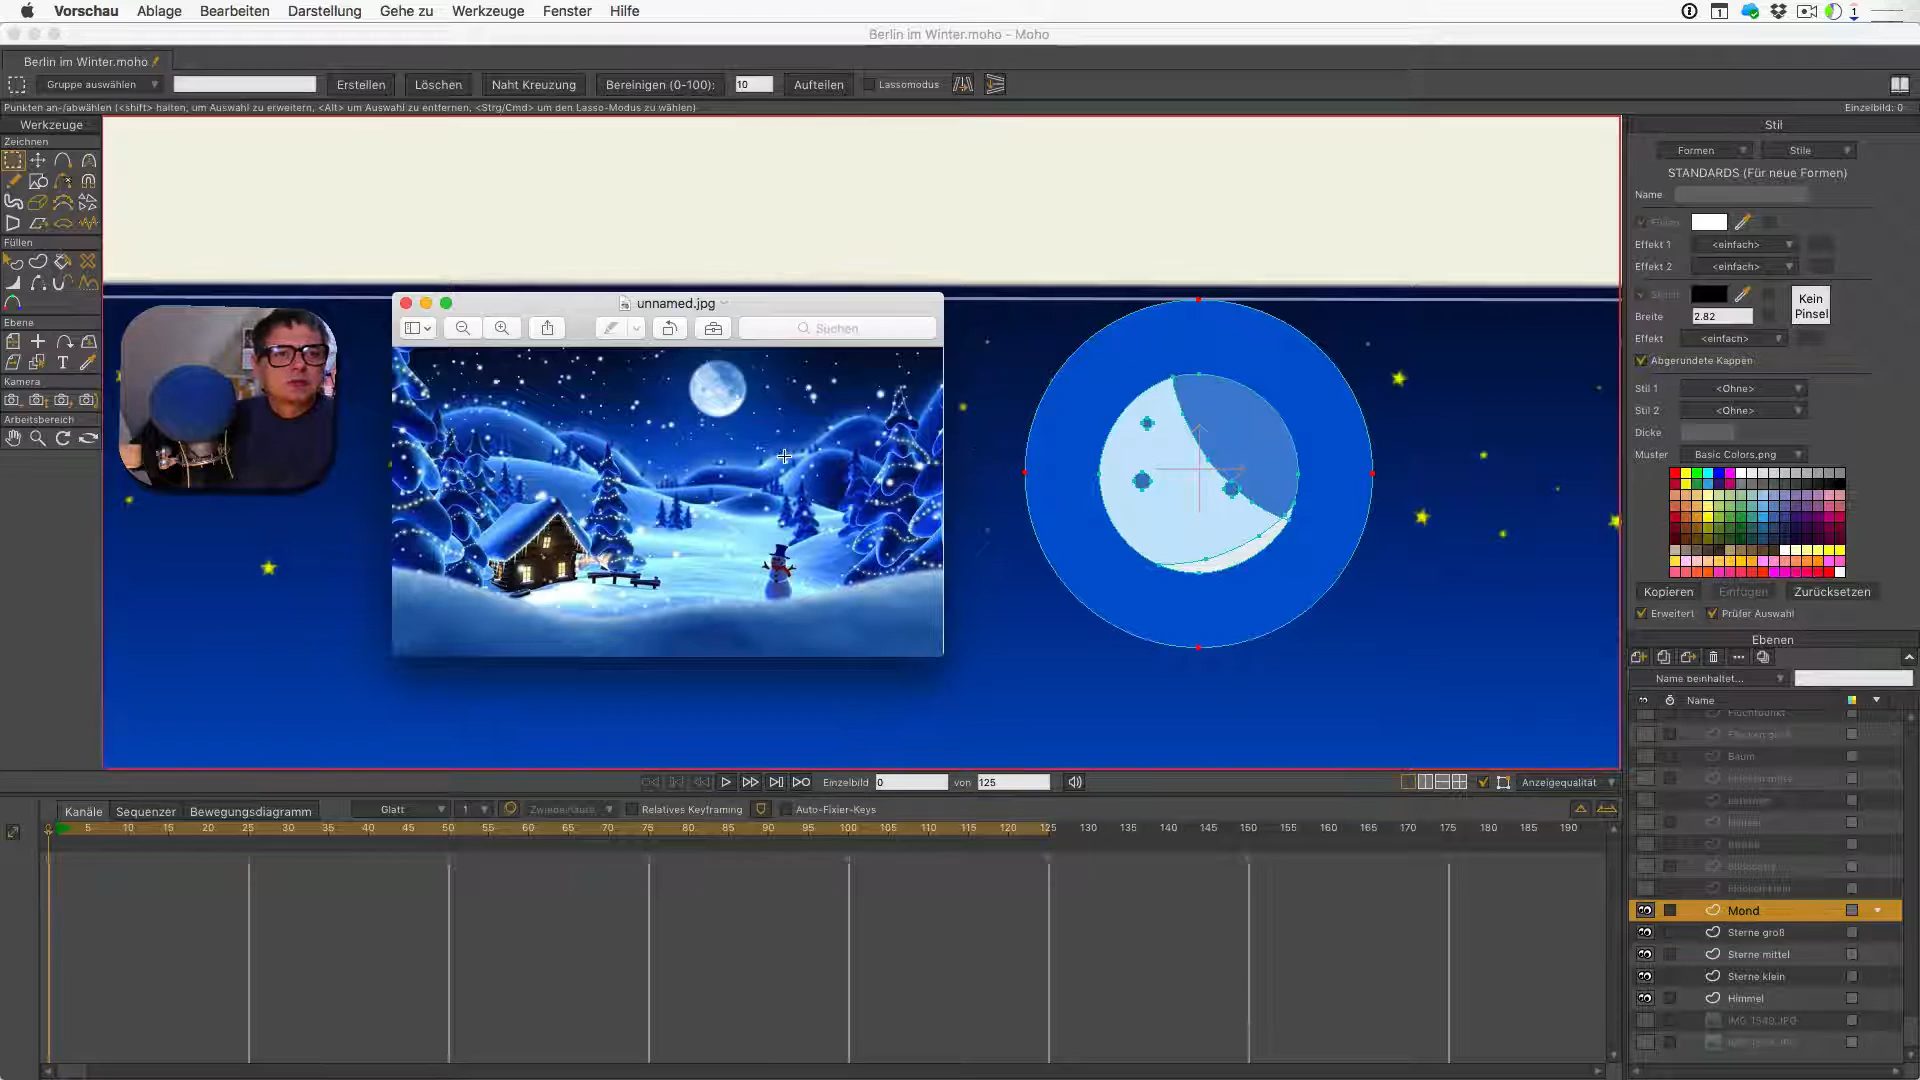 Vorschau Ablage Bearbeiten Darstellung Gehe zu Werkzeuge Fenster Hilfe 1 1
Berlin im Winter.moho - Moho
Berlin im Winter.moho
Gruppe auswählen Erstellen Löschen Naht Kreuzung Bereinigen (0-100): 10 Aufteilen Lassomodus
Punkten an-/abwählen (<shift> halten, um Auswahl zu erweitern, <Alt> um Auswahl zu entfernen, <Strg/Cmd> um den Lasso-Modus zu wählen) Einzelbild: 0
Werkzeuge
Zeichnen
Füllen
Ebene
Kamera
Arbeitsbereich
unnamed.jpg
Suchen
Stil
Formen Stile
STANDARDS (Für neue Formen)
Name
Füllen
Effekt 1 <einfach>
Effekt 2 <einfach>
Kein Pinsel
Breite 2.82
Effekt <einfach>
Abgerundete Kappen
Stil 1 <Ohne>
Stil 2 <Ohne>
Dicke
Muster Basic Colors.png
Kopieren Einfügen Zurücksetzen
Erweitert Prüfer Auswahl
Ebenen
Name beinhaltet...
Name
Baum
Mond
Sterne groß
Sterne mittel
Sterne klein
Himmel
Einzelbild 0 von 125 Anzeigequalität
Kanäle Sequenzer Bewegungsdiagramm Glatt 1 Relatives Keyframing Auto-Fixier-Keys
5 10 15 20 25 30 35 40 45 50 55 60 65 70 75 80 85 90 95 100 105 110 115 120 125 130 135 140 145 150 155 160 165 170 175 180 185 190